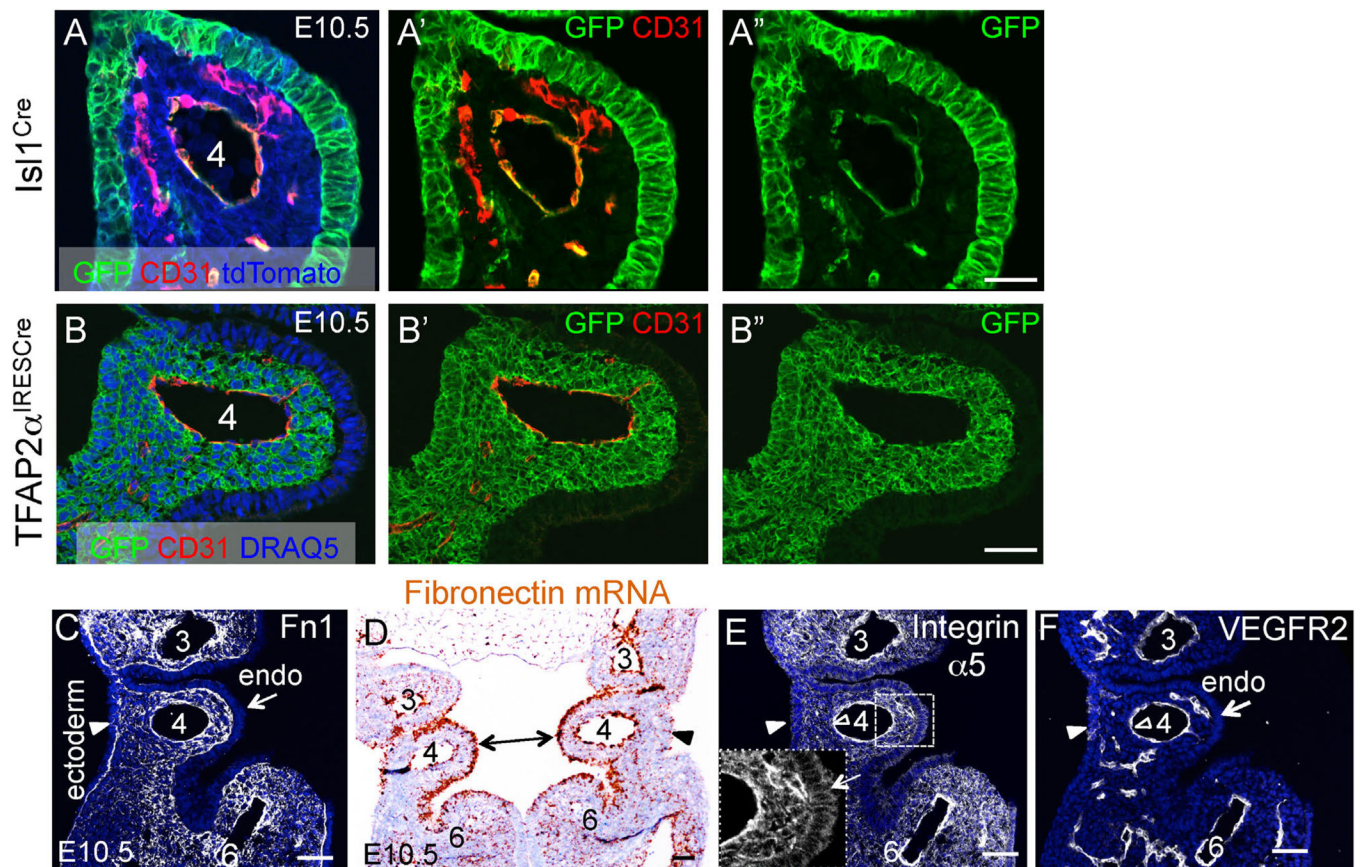 Isl1Cre
A E10.5
4
GFP CD31 tdTomato
A' GFP CD31
A" GFP
TFAP2αIRESCre
B E10.5
4
GFP CD31 DRAQ5
B' GFP CD31
B" GFP
Fibronectin mRNA
C Fn1
3
endo
4
ectoderm
6
E10.5
D
3
3
4
4
6
6
E10.5
E Integrin
α5
3
4
6
F VEGFR2
3
endo
4
6